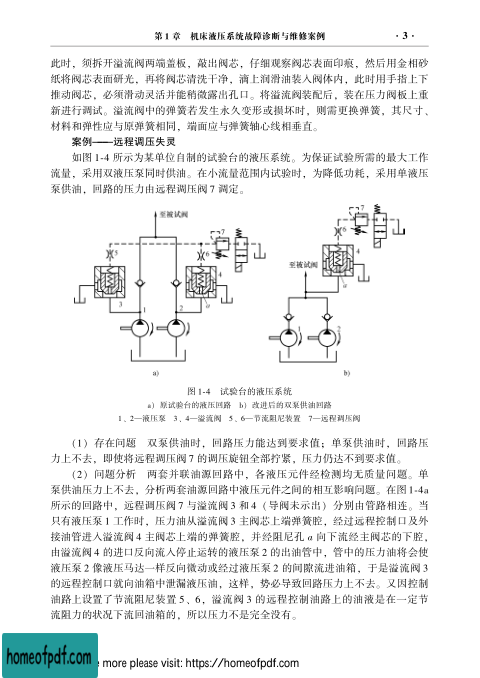 第 1 章　机床液压系统故障诊断与维修案例
· 3 ·
此时，须拆开溢流阀两端盖板，敲出阀芯，仔细观察阀芯表面印痕，然后用金相砂
纸将阀芯表面研光，再将阀芯清洗干净，滴上润滑油装入阀体内，此时用手指上下
推动阀芯，必须滑动灵活并能稍微露出孔口。将溢流阀装配后，装在压力阀板上重
新进行调试。溢流阀中的弹簧若发生永久变形或损坏时，则需更换弹簧，其尺寸、
材料和弹性应与原弹簧相同，端面应与弹簧轴心线相垂直。
案例——远程调压失灵
如图 1-4 所示为某单位自制的试验台的液压系统。为保证试验所需的最大工作
流量，采用双液压泵同时供油。在小流量范围内试验时，为降低功耗，采用单液压
泵供油，回路的压力由远程调压阀 7 调定。
至被试阀
7
5
6
4
3
1
2
a
a)
7
6
4
至被试阀
a
1
2
b)
图 1-4　试验台的液压系统
a）原试验台的液压回路　b）改进后的双泵供油回路
1、2—液压泵　3、4—溢流阀　5、6—节流阻尼装置　7—远程调压阀
（1）存在问题　双泵供油时，回路压力能达到要求值；单泵供油时，回路压
力上不去，即使将远程调压阀 7 的调压旋钮全部拧紧，压力仍达不到要求值。
（2）问题分析　两套并联油源回路中，各液压元件经检测均无质量问题。单
泵供油压力上不去，分析两套油源回路中液压元件之间的相互影响问题。在图 1-4a
所示的回路中，远程调压阀 7 与溢流阀 3 和 4（导阀未示出）分别由管路相连。当
只有液压泵 1 工作时，压力油从溢流阀 3 主阀芯上端弹簧腔，经过远程控制口及外
接油管进入溢流阀 4 主阀芯上端的弹簧腔，并经阻尼孔 a 向下流经主阀芯的下腔，
由溢流阀 4 的进口反向流入停止运转的液压泵 2 的出油管中，管中的压力油将会使
液压泵 2 像液压马达一样反向微动或经过液压泵 2 的间隙流进油箱，于是溢流阀 3
的远程控制口就向油箱中泄漏液压油，这样，势必导致回路压力上不去。又因控制
油路上设置了节流阻尼装置 5、6，溢流阀 3 的远程控制油路上的油液是在一定节
流阻力的状况下流回油箱的，所以压力不是完全没有。
homeofpdf.com
more please visit: https://homeofpdf.com